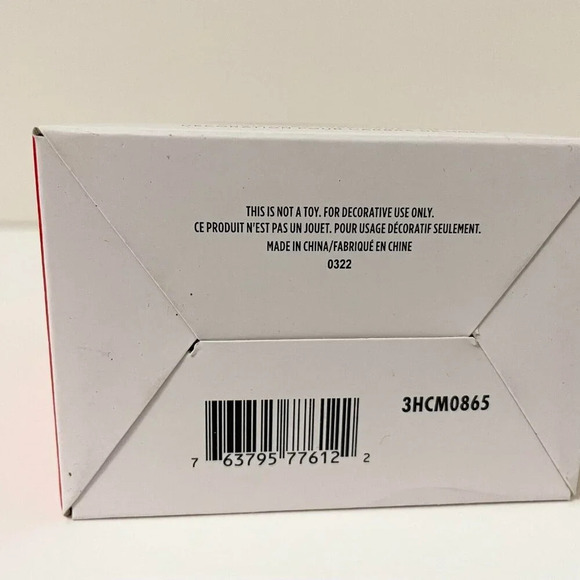 THIS IS NOT A TOY. FOR DECORATIVE USE ONLY.
CE PRODUIT N'EST PAS UN JOUET. POUR USAGE DÉCORATIF SEULEMENT.
MADE IN CHINA/FABRIQUÉ EN CHINE
0322
3HCM0865
7 63795 77612 2